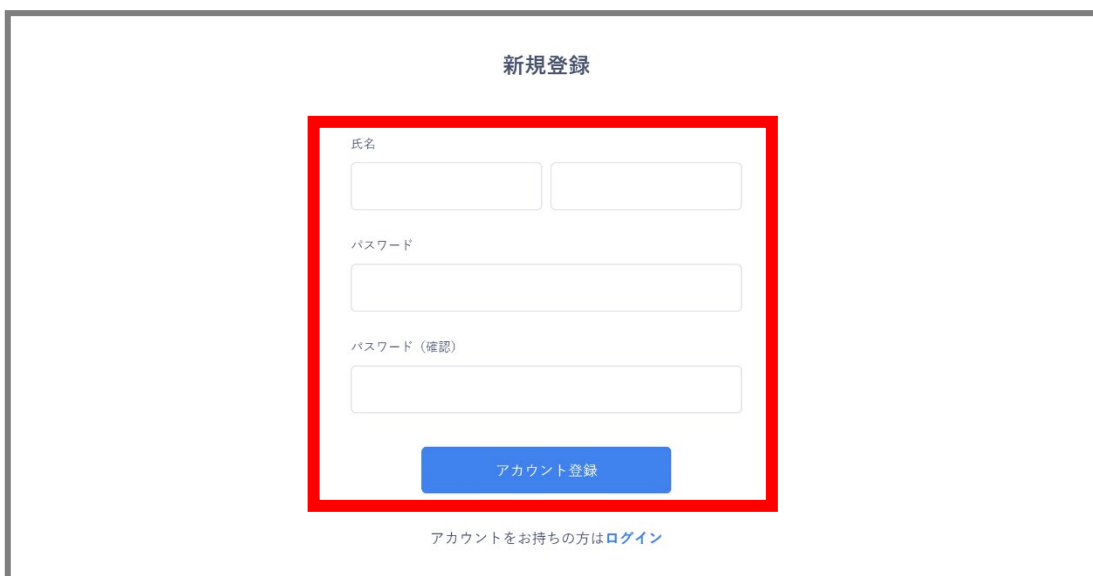 新規登録
氏名
パスワード
パスワード（確認）
アカウント登録
アカウントをお持ちの方はログイン